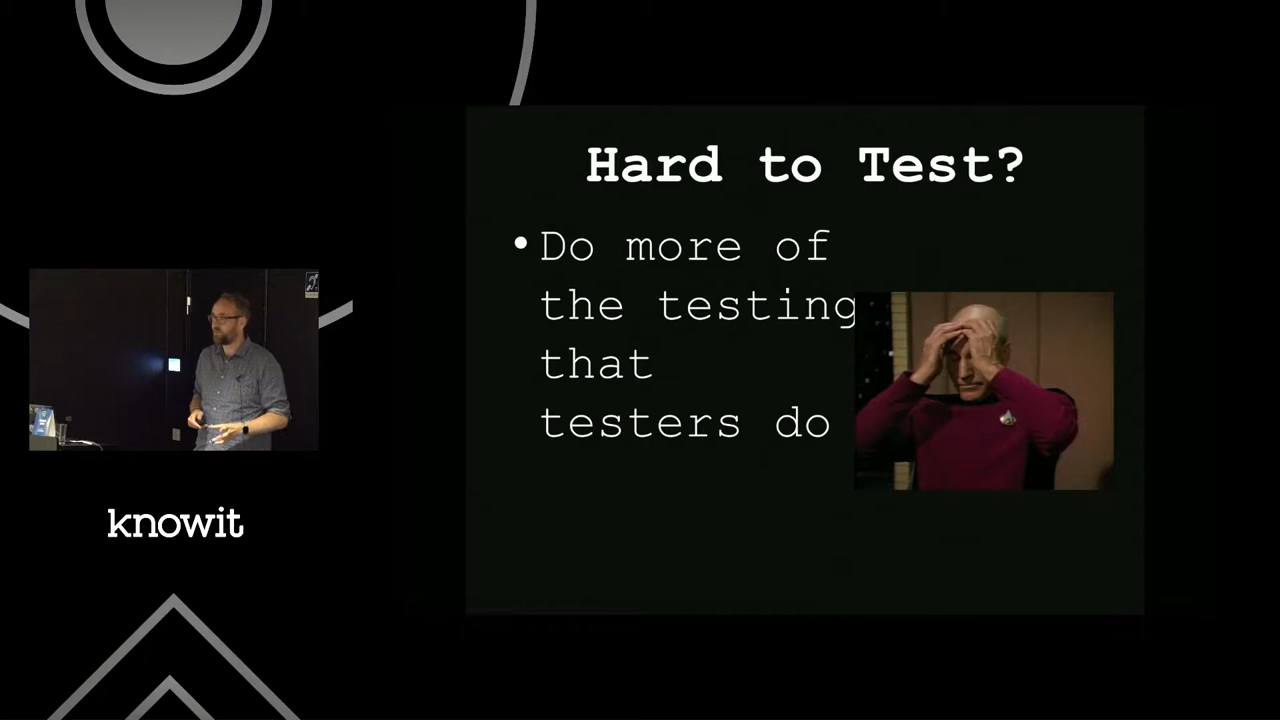 Hard to Test?
• Do more of
the testing
that
testers do
knowit